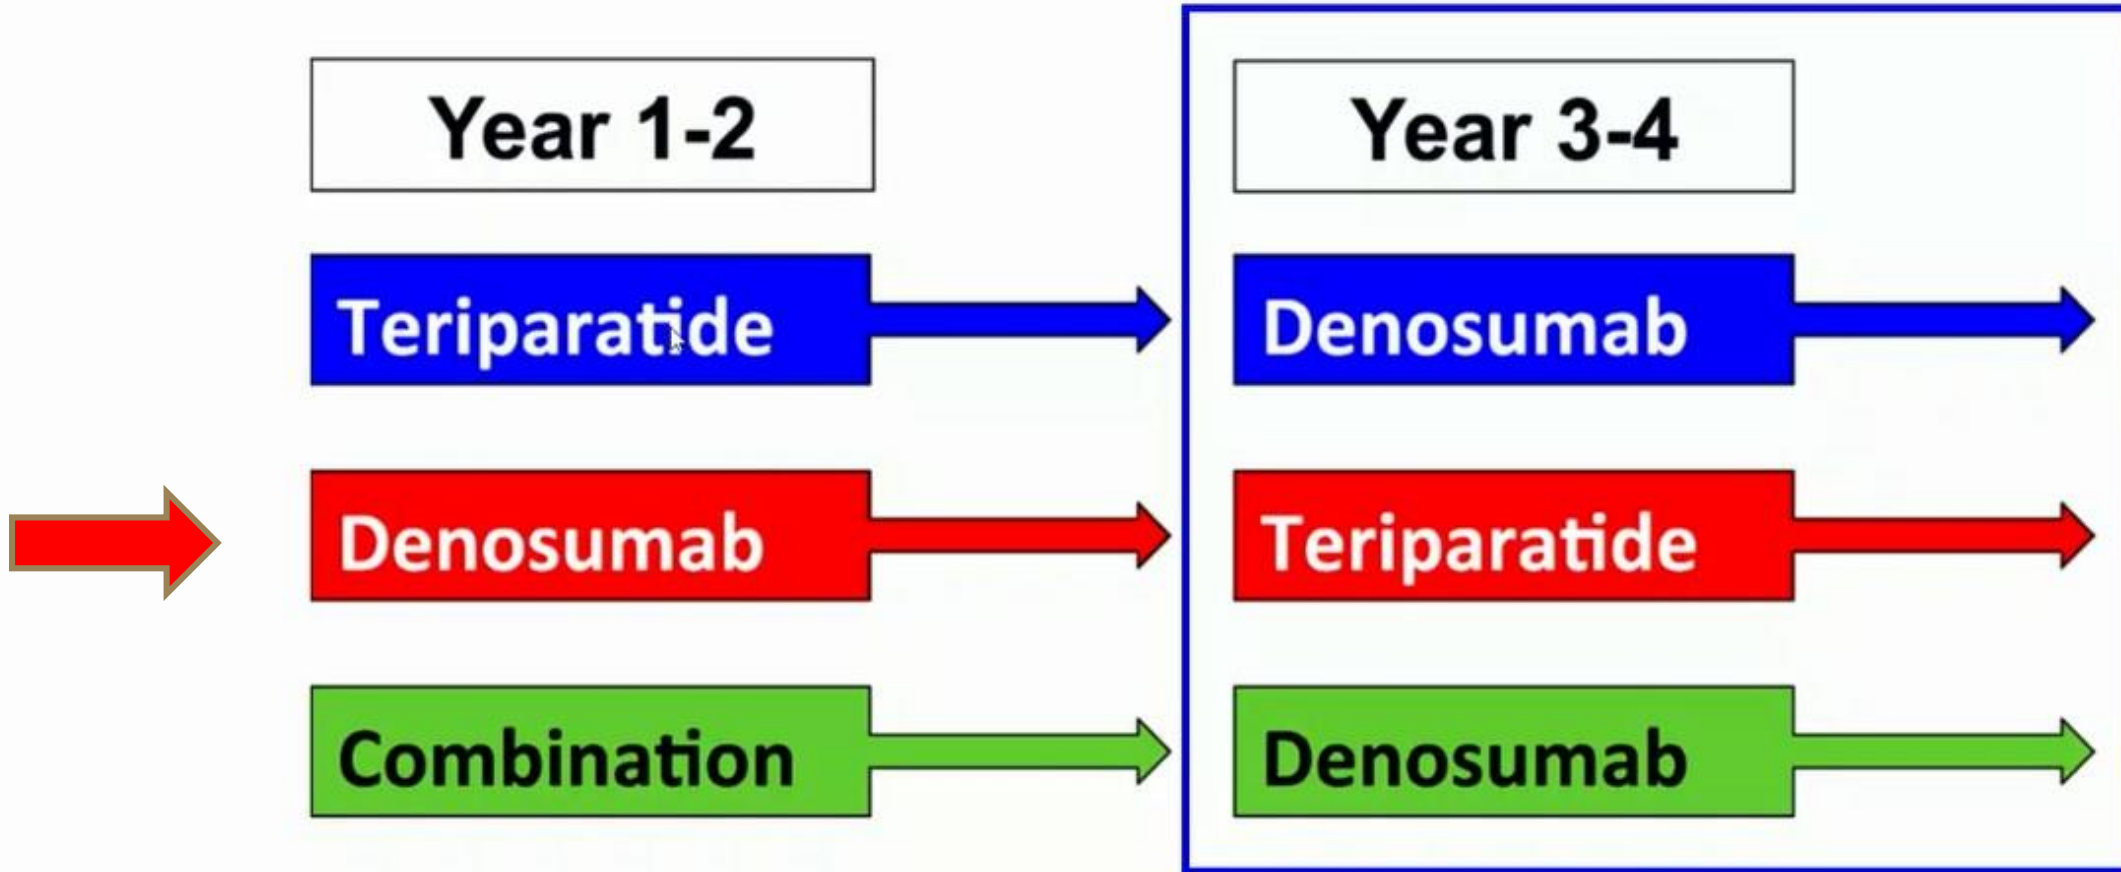 Year 1-2
Year 3-4
Teriparatide
Denosumab
Denosumab
Teriparatide
Combination
Denosumab